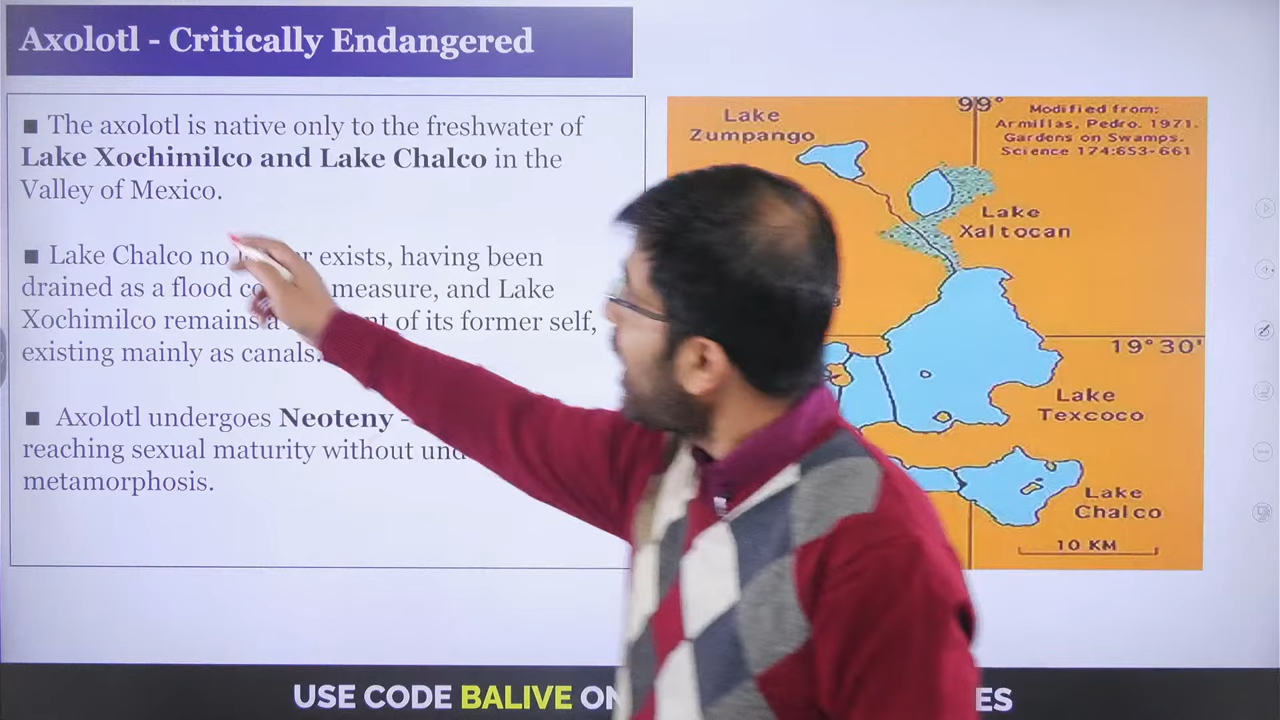 Axolotl - Critically Endangered
■ The axolotl is native only to the freshwater of
Lake Xochimilco and Lake Chalco in the
Valley of Mexico.
■ Lake Chalco no exists, having been
drained as a flood measure, and Lake
Xochimilco remains a of its former self,
existing mainly as canals.
■ Axolotl undergoes Neoteny -
reaching sexual maturity without
metamorphosis.
99°
Modified from:
Armillas, Pedro. 1971.
Gardens on Swamps.
Science 174:653-661
Lake
Zumpango
Lake
Xaltocan
19°30'
Lake
Texcoco
Lake
Chalco
10 KM
USE CODE BALIVE ON